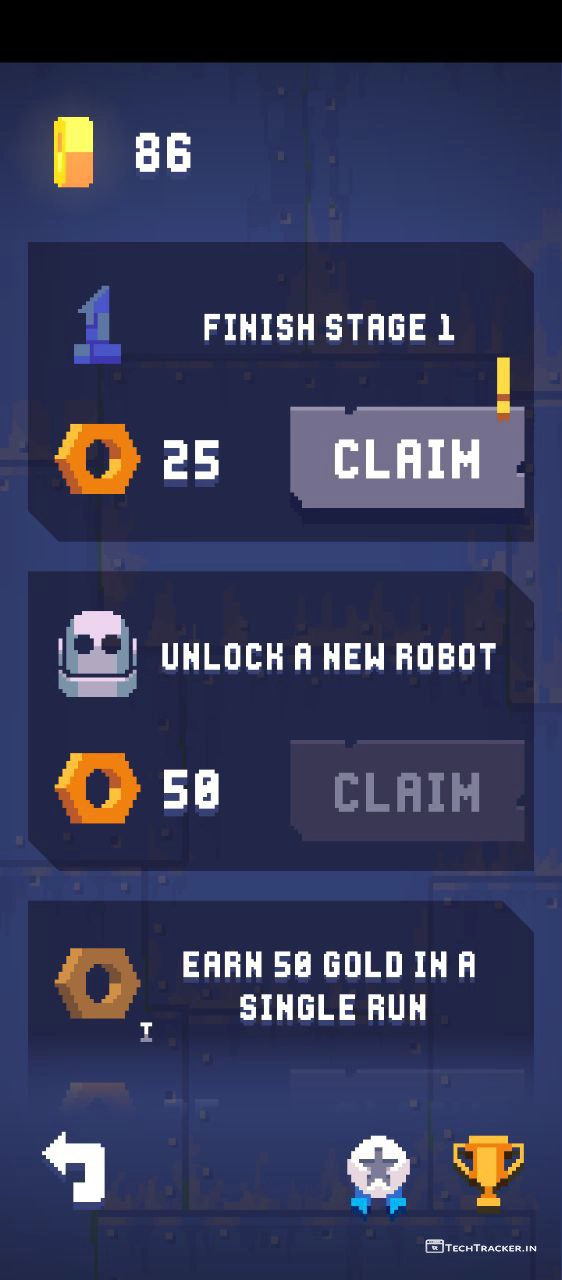 86
FINISH STAGE 1
25
CLAIM
UNLOCK A NEW ROBOT
50
CLAIM
EARN 50 GOLD IN A
SINGLE RUN
I
TECHTRACKER.IN